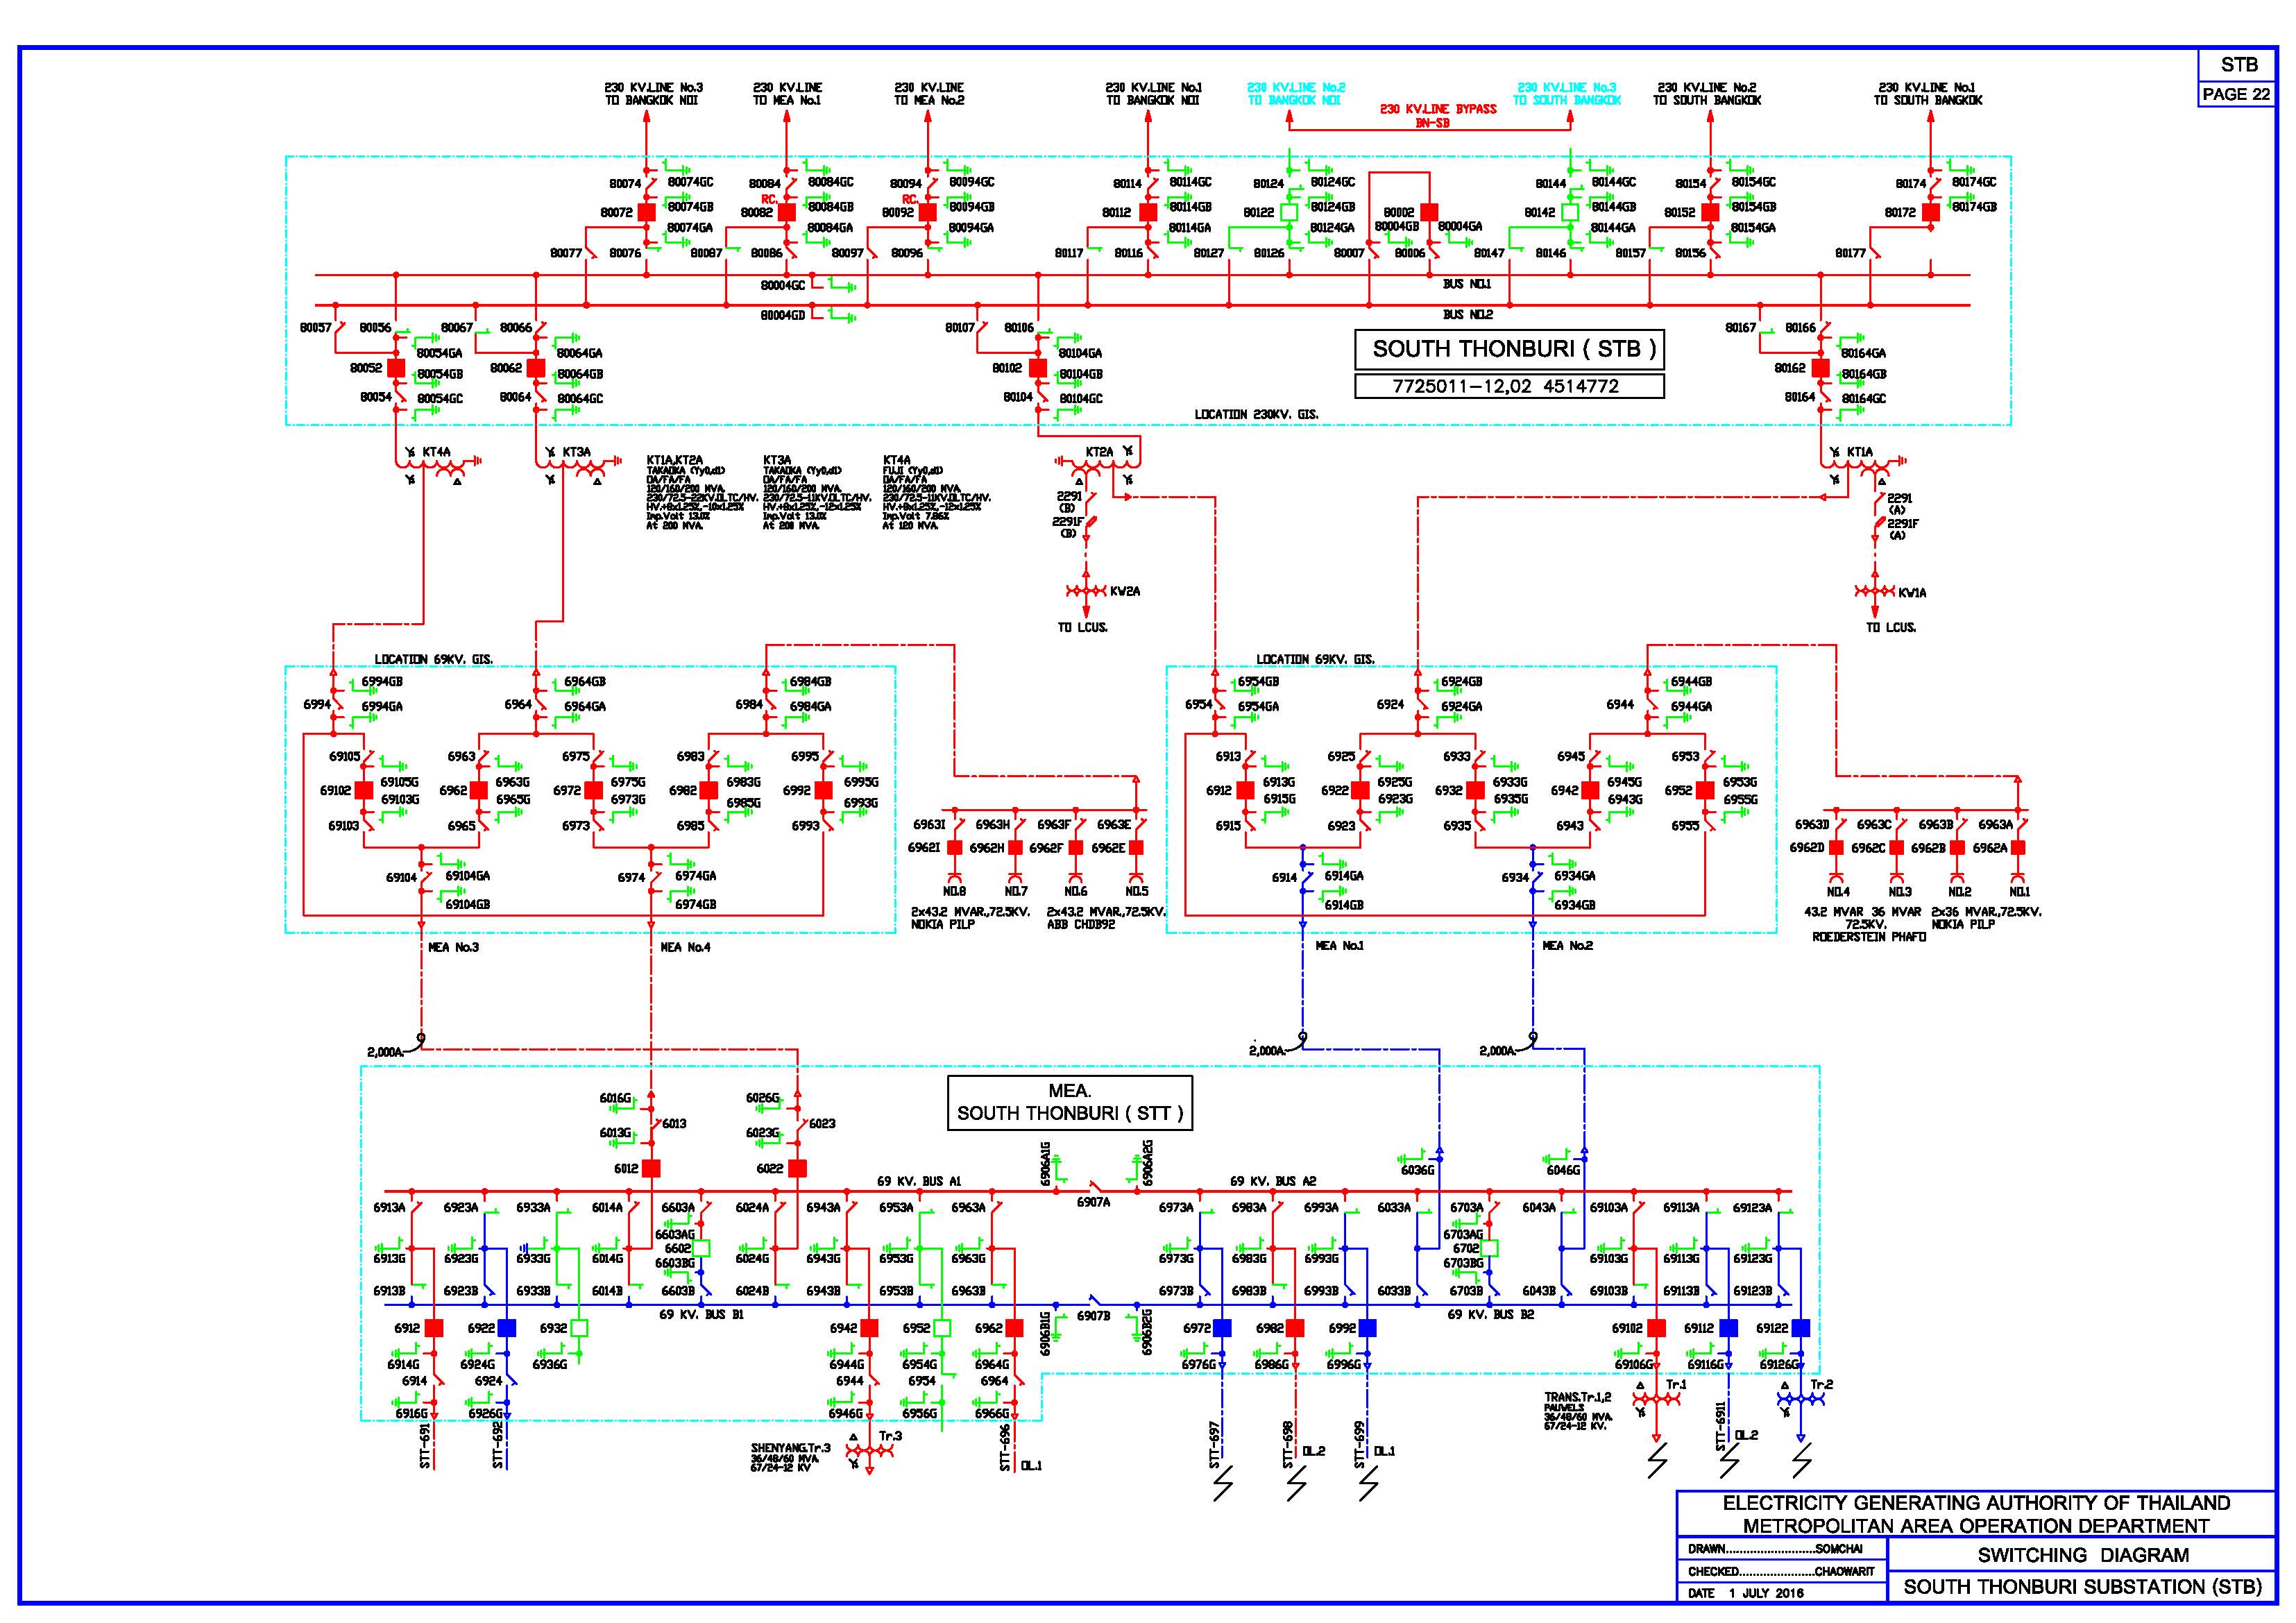 STB
PAGE 22
230 KV.LINE No.3
TO BANGKOK NOI
230 KV.LINE
TO MEA No.1
230 KV.LINE
TO MEA No.2
230 KV.LINE No.1
TO BANGKOK NOI
230 KV.LINE No.2
TO BANGKOK NOI
230 KV.LINE BYPASS
BN-SB
230 KV.LINE No.3
TO SOUTH BANGKOK
230 KV.LINE No.2
TO SOUTH BANGKOK
230 KV.LINE No.1
TO SOUTH BANGKOK
80074 80074GC 80084 80084GC 80094 80094GC 80114 80114GC 80124 80124GC 80144 80144GC 80154 80154GC 80174 80174GC
RC. RC.
80072 80074GB 80082 80084GB 80092 80094GB 80112 80114GB 80122 80124GB 80002 80142 80144GB 80152 80154GB 80172 80174GB
80074GA 80084GA 80094GA 80114GA 80124GA 80004GB 80004GA 80144GA 80154GA
80077 80076 80087 80086 80097 80096 80117 80116 80127 80126 80007 80006 80147 80146 80157 80156 80177
80004GC BUS NO.1
80004GD BUS NO.2
80057 80056 80067 80066 80107 80106 80167 80166
80054GA 80064GA 80104GA 80164GA
80052 80054GB 80062 80064GB 80102 80104GB 80162 80164GB
80054 80054GC 80064 80064GC 80104 80104GC 80164 80164GC
SOUTH THONBURI ( STB )
7725011-12,02 4514772
LOCATION 230KV. GIS.
KT4A KT3A KT2A KT1A
KT1A,KT2A
TAKAOKA (Yy0,d1)
OA/FA/FA
120/160/200 MVA.
230/72.5-22KV.OLTC/HV.
HV.+8x1.25%,-10x1.25%
Imp.Volt 13.0%
At 200 MVA.
KT3A
TAKAOKA (Yy0,d1)
OA/FA/FA
120/160/200 MVA.
230/72.5-11KV.OLTC/HV.
HV.+8x1.25%,-12x1.25%
Imp.Volt 13.0%
At 200 MVA.
KT4A
FUJI (Yy0,d1)
OA/FA/FA
120/160/200 MVA.
230/72.5-11KV.OLTC/HV.
HV.+8x1.25%,-12x1.25%
Imp.Volt 7.86%
At 120 MVA.
2291
(B)
2291F
(B)
KW2A
TO LCUS.
2291
(A)
2291F
(A)
KW1A
TO LCUS.
LOCATION 69KV. GIS.
6994GB 6964GB 6984GB
6994 6994GA 6964 6964GA 6984 6984GA
69105 6963 6975 6983 6995
69105G 6963G 6975G 6983G 6995G
69102 69103G 6962 6965G 6972 6973G 6982 6985G 6992 6993G
69103 6965 6973 6985 6993
69104 69104GA 6974 6974GA
69104GB 6974GB
MEA No.3 MEA No.4
6963I 6963H 6963F 6963E
6962I 6962H 6962F 6962E
NO.8 NO.7 NO.6 NO.5
2x43.2 MVAR.,72.5KV.
NOKIA PILP
2x43.2 MVAR.,72.5KV.
ABB CHDB92
LOCATION 69KV. GIS.
6954GB 6924GB 6944GB
6954 6954GA 6924 6924GA 6944 6944GA
6913 6925 6933 6945 6953
6913G 6925G 6933G 6945G 6953G
6912 6915G 6922 6923G 6932 6935G 6942 6943G 6952 6955G
6915 6923 6935 6943 6955
6914 6914GA 6934 6934GA
6914GB 6934GB
MEA No.1 MEA No.2
6963D 6963C 6963B 6963A
6962D 6962C 6962B 6962A
NO.4 NO.3 NO.2 NO.1
43.2 MVAR 36 MVAR
72.5KV.
ROEDERSTEIN PHAFO
2x36 MVAR.,72.5KV.
NOKIA PILP
2,000A. 2,000A. 2,000A.
MEA.
SOUTH THONBURI ( STT )
6016G 6026G
6013G 6013 6023G 6023
6012 6022 6036G 6046G
6906A1G 6906A2G
69 KV. BUS A1 69 KV. BUS A2
6907A
6913A 6923A 6933A 6014A 6603A 6024A 6943A 6953A 6963A 6973A 6983A 6993A 6033A 6703A 6043A 69103A 69113A 69123A
6603AG 6703AG
6602 6702
6913G 6923G 6933G 6014G 6603BG 6024G 6943G 6953G 6963G 6973G 6983G 6993G 6703BG 69103G 69113G 69123G
6913B 6923B 6933B 6014B 6603B 6024B 6943B 6953B 6963B 6973B 6983B 6993B 6033B 6703B 6043B 69103B 69113B 69123B
69 KV. BUS B1 6907B 69 KV. BUS B2
6906B1G 6906B2G
6912 6922 6932 6942 6952 6962 6972 6982 6992 69102 69112 69122
6914G 6924G 6936G 6944G 6954G 6964G 6976G 6986G 6996G 69106G 69116G 69126G
6914 6924 6944 6954 6964
6916G 6926G 6946G 6956G 6966G
STT-691 STT-692 STT-696 OL.1 STT-697 STT-698 OL.2 STT-699 OL.1 STT-6911 OL.2
Tr.3
SHENYANG.Tr.3
36/48/60 MVA.
67/24-12 KV
Tr.1 Tr.2
TRANS.Tr.1,2
PAUWELS
36/48/60 MVA.
67/24-12 KV.
ELECTRICITY GENERATING AUTHORITY OF THAILAND
METROPOLITAN AREA OPERATION DEPARTMENT
DRAWN.........................SOMCHAI
CHECKED.....................CHAOWARIT
DATE 1 JULY 2016
SWITCHING DIAGRAM
SOUTH THONBURI SUBSTATION (STB)